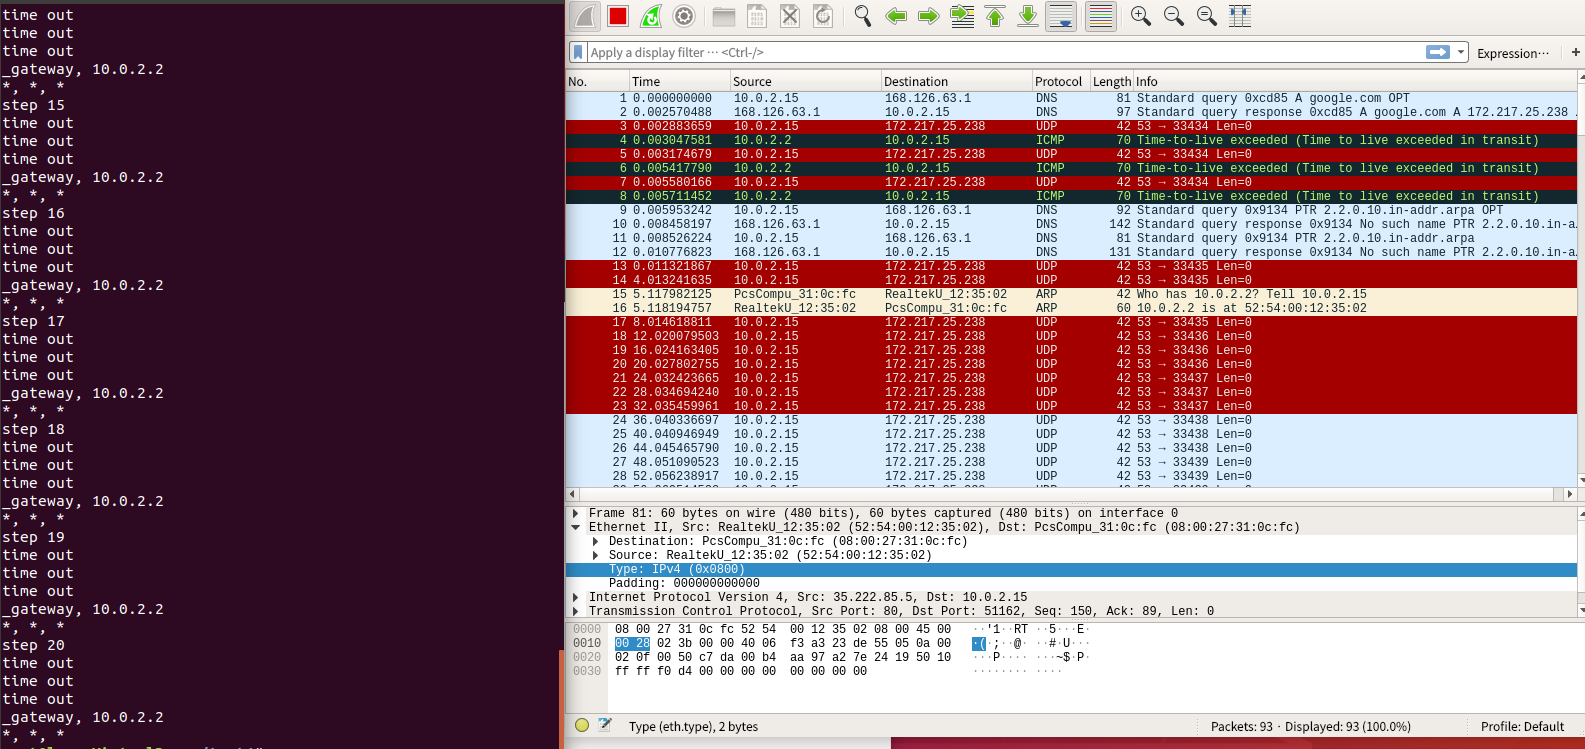 time out
time out
time out
_gateway, 10.0.2.2
*, *, *
step 15
time out
time out
time out
_gateway, 10.0.2.2
*, *, *
step 16
time out
time out
time out
_gateway, 10.0.2.2
*, *, *
step 17
time out
time out
time out
_gateway, 10.0.2.2
*, *, *
step 18
time out
time out
time out
_gateway, 10.0.2.2
*, *, *
step 19
time out
time out
time out
_gateway, 10.0.2.2
*, *, *
step 20
time out
time out
time out
_gateway, 10.0.2.2
*, *, *
Apply a display filter … <Ctrl-/>
Expression… +
No. Time Source Destination Protocol Length Info
1 0.000000000 10.0.2.15 168.126.63.1 DNS 81 Standard query 0xcd85 A google.com OPT
2 0.002570488 168.126.63.1 10.0.2.15 DNS 97 Standard query response 0xcd85 A google.com A 172.217.25.238
3 0.002883659 10.0.2.15 172.217.25.238 UDP 42 53 → 33434 Len=0
4 0.003047581 10.0.2.2 10.0.2.15 ICMP 70 Time-to-live exceeded (Time to live exceeded in transit)
5 0.003174679 10.0.2.15 172.217.25.238 UDP 42 53 → 33434 Len=0
6 0.005417790 10.0.2.2 10.0.2.15 ICMP 70 Time-to-live exceeded (Time to live exceeded in transit)
7 0.005580166 10.0.2.15 172.217.25.238 UDP 42 53 → 33434 Len=0
8 0.005711452 10.0.2.2 10.0.2.15 ICMP 70 Time-to-live exceeded (Time to live exceeded in transit)
9 0.005953242 10.0.2.15 168.126.63.1 DNS 92 Standard query 0x9134 PTR 2.2.0.10.in-addr.arpa OPT
10 0.008458197 168.126.63.1 10.0.2.15 DNS 142 Standard query response 0x9134 No such name PTR 2.2.0.10.in-a
11 0.008526224 10.0.2.15 168.126.63.1 DNS 81 Standard query 0x9134 PTR 2.2.0.10.in-addr.arpa
12 0.010776823 168.126.63.1 10.0.2.15 DNS 131 Standard query response 0x9134 No such name PTR 2.2.0.10.in-a
13 0.011321867 10.0.2.15 172.217.25.238 UDP 42 53 → 33435 Len=0
14 4.013241635 10.0.2.15 172.217.25.238 UDP 42 53 → 33435 Len=0
15 5.117982125 PcsCompu_31:0c:fc RealtekU_12:35:02 ARP 42 Who has 10.0.2.2? Tell 10.0.2.15
16 5.118194757 RealtekU_12:35:02 PcsCompu_31:0c:fc ARP 60 10.0.2.2 is at 52:54:00:12:35:02
17 8.014618811 10.0.2.15 172.217.25.238 UDP 42 53 → 33435 Len=0
18 12.020079503 10.0.2.15 172.217.25.238 UDP 42 53 → 33436 Len=0
19 16.024163405 10.0.2.15 172.217.25.238 UDP 42 53 → 33436 Len=0
20 20.027802755 10.0.2.15 172.217.25.238 UDP 42 53 → 33436 Len=0
21 24.032423665 10.0.2.15 172.217.25.238 UDP 42 53 → 33437 Len=0
22 28.034694240 10.0.2.15 172.217.25.238 UDP 42 53 → 33437 Len=0
23 32.035459961 10.0.2.15 172.217.25.238 UDP 42 53 → 33437 Len=0
24 36.040336697 10.0.2.15 172.217.25.238 UDP 42 53 → 33438 Len=0
25 40.040946949 10.0.2.15 172.217.25.238 UDP 42 53 → 33438 Len=0
26 44.045465790 10.0.2.15 172.217.25.238 UDP 42 53 → 33438 Len=0
27 48.051090523 10.0.2.15 172.217.25.238 UDP 42 53 → 33439 Len=0
28 52.056238917 10.0.2.15 172.217.25.238 UDP 42 53 → 33439 Len=0
Frame 81: 60 bytes on wire (480 bits), 60 bytes captured (480 bits) on interface 0
Ethernet II, Src: RealtekU_12:35:02 (52:54:00:12:35:02), Dst: PcsCompu_31:0c:fc (08:00:27:31:0c:fc)
Destination: PcsCompu_31:0c:fc (08:00:27:31:0c:fc)
Source: RealtekU_12:35:02 (52:54:00:12:35:02)
Type: IPv4 (0x0800)
Padding: 000000000000
Internet Protocol Version 4, Src: 35.222.85.5, Dst: 10.0.2.15
Transmission Control Protocol, Src Port: 80, Dst Port: 51162, Seq: 150, Ack: 89, Len: 0
0000 08 00 27 31 0c fc 52 54 00 12 35 02 08 00 45 00 ··'1··RT ··5···E·
0010 00 28 02 3b 00 00 40 06 f3 a3 23 de 55 05 0a 00 ·(·;··@· ··#·U···
0020 02 0f 00 50 c7 da 00 b4 aa 97 a2 7e 24 19 50 10 ···P···· ···~$·P·
0030 ff ff f0 d4 00 00 00 00 00 00 00 00 ········ ····
Type (eth.type), 2 bytes
Packets: 93 · Displayed: 93 (100.0%)
Profile: Default